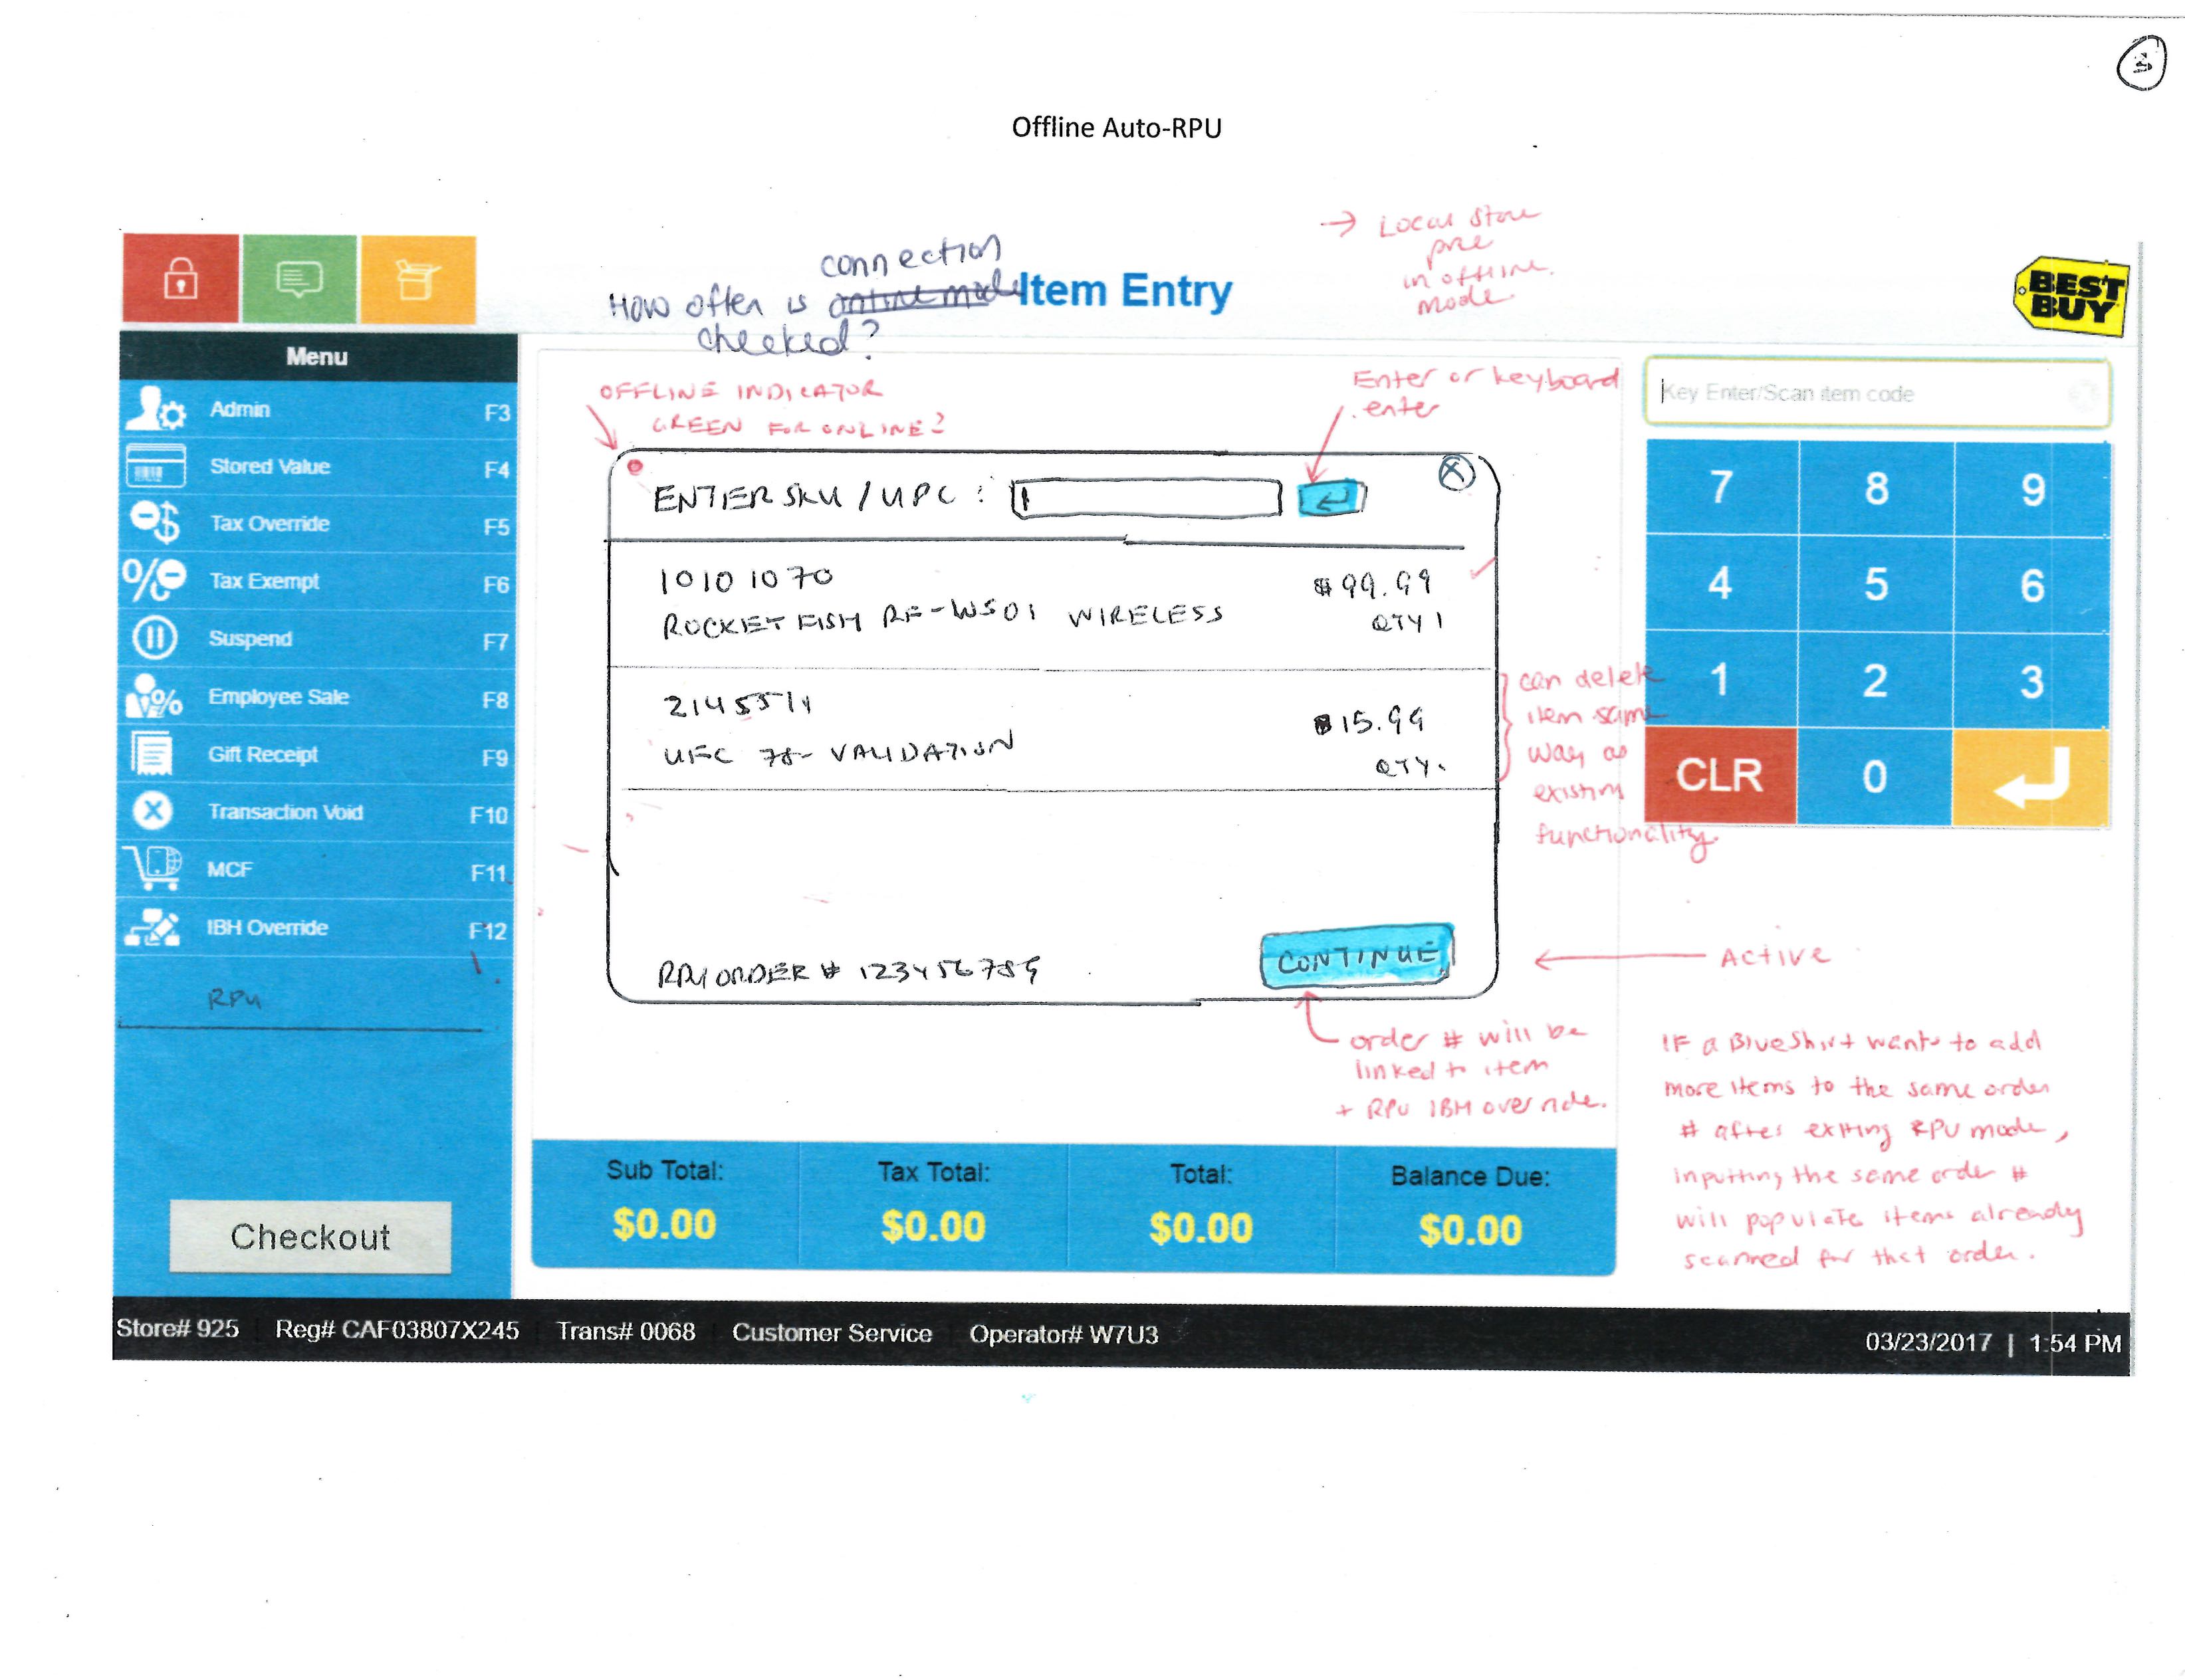 Offline Auto-RPU
→ Local store
price
in offline
mode.
connection
How often is online mode
checked?
Item Entry
BEST
BUY
Menu
Admin F3
Stored Value F4
Tax Override F5
Tax Exempt F6
Suspend F7
Employee Sale F8
Gift Receipt F9
Transaction Void F10
MCF F11
IBH Override F12
RPU
Checkout
OFFLINE INDICATOR
GREEN FOR ONLINE?
Enter or keyboard
enter
ENTER SKU / UPC :
10101070 $99.99
ROCKETFISH RF-WS01 WIRELESS QTY 1
$15.99
UFC 78- VALIDATION QTY.
RPU ORDER # 123456789
CONTINUE
can delete
item same
way as
existing
functionality.
← Active
order # will be
linked to item
+ RPU IBH override.
IF a BlueShirt wants to add
more items to the same order
# after exiting RPU mode,
inputting the same order #
will populate items already
scanned for that order.
Key Enter/Scan item code
7 8 9
4 5 6
1 2 3
CLR 0
Sub Total: Tax Total: Total: Balance Due:
$0.00 $0.00 $0.00 $0.00
Store# 925 Reg# CAF03807X245 Trans# 0068 Customer Service Operator# W7U3 03/23/2017 | 1:54 PM